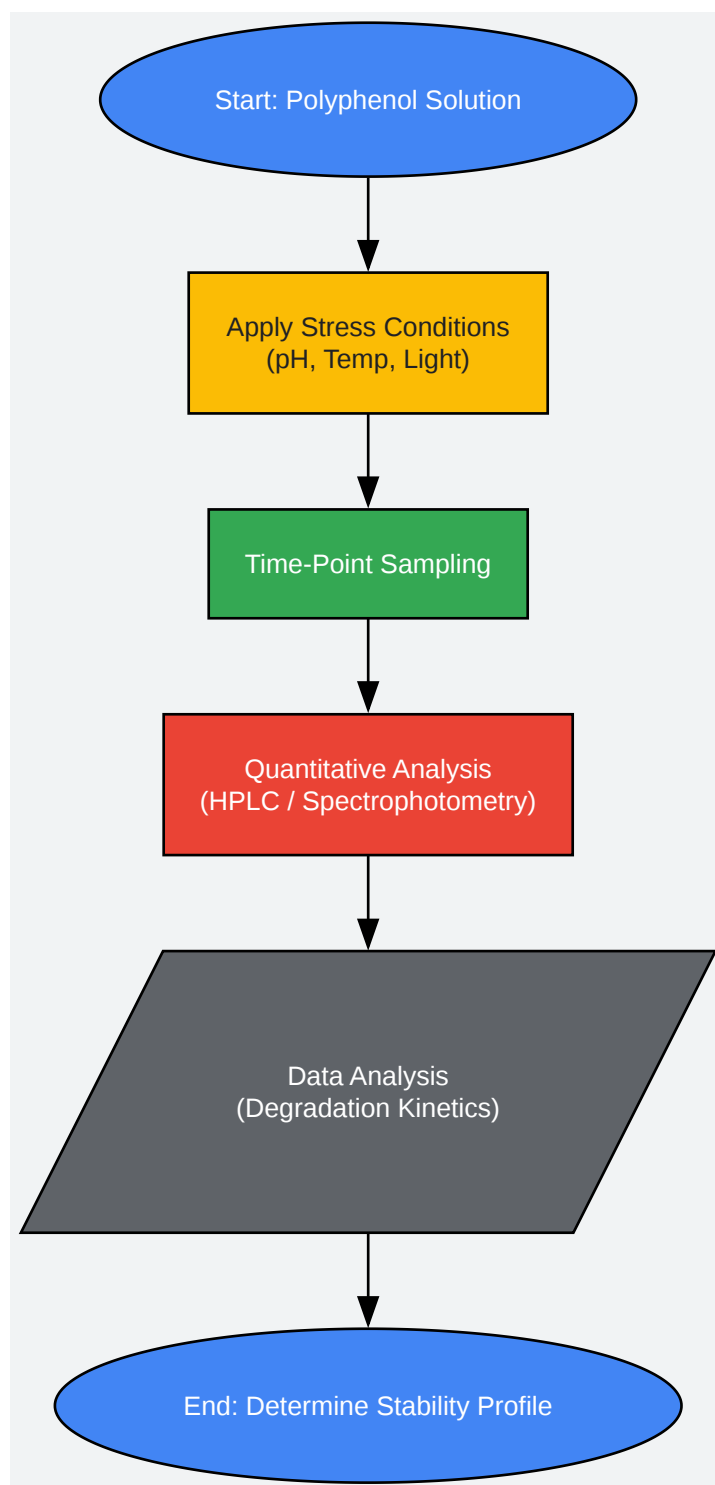 Start: Polyphenol Solution
Apply Stress Conditions
(pH, Temp, Light)
Time-Point Sampling
Quantitative Analysis
(HPLC / Spectrophotometry)
Data Analysis
(Degradation Kinetics)
End: Determine Stability Profile